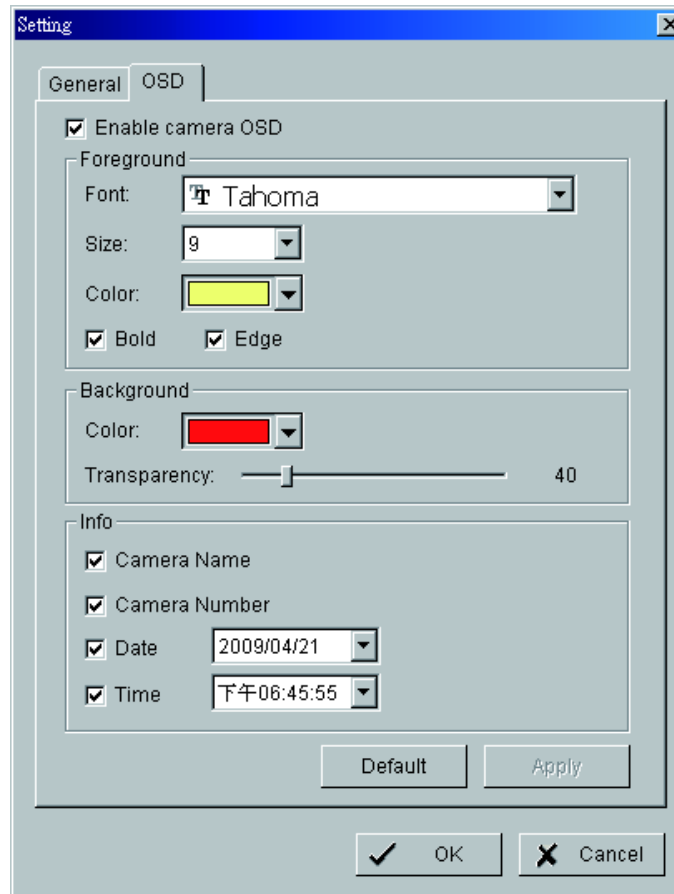 Setting
General OSD
Enable camera OSD
Foreground
Font: Tahoma
Size: 9
Color:
Bold Edge
Background
Color:
Transparency: 40
Info
Camera Name
Camera Number
Date 2009/04/21
Time 下午06:45:55
Default Apply
OK Cancel